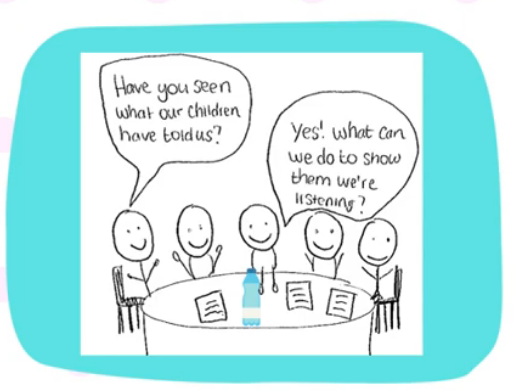 Have you seen
what our children
have told us?
Yes! what can
we do to show
them we're
listening?